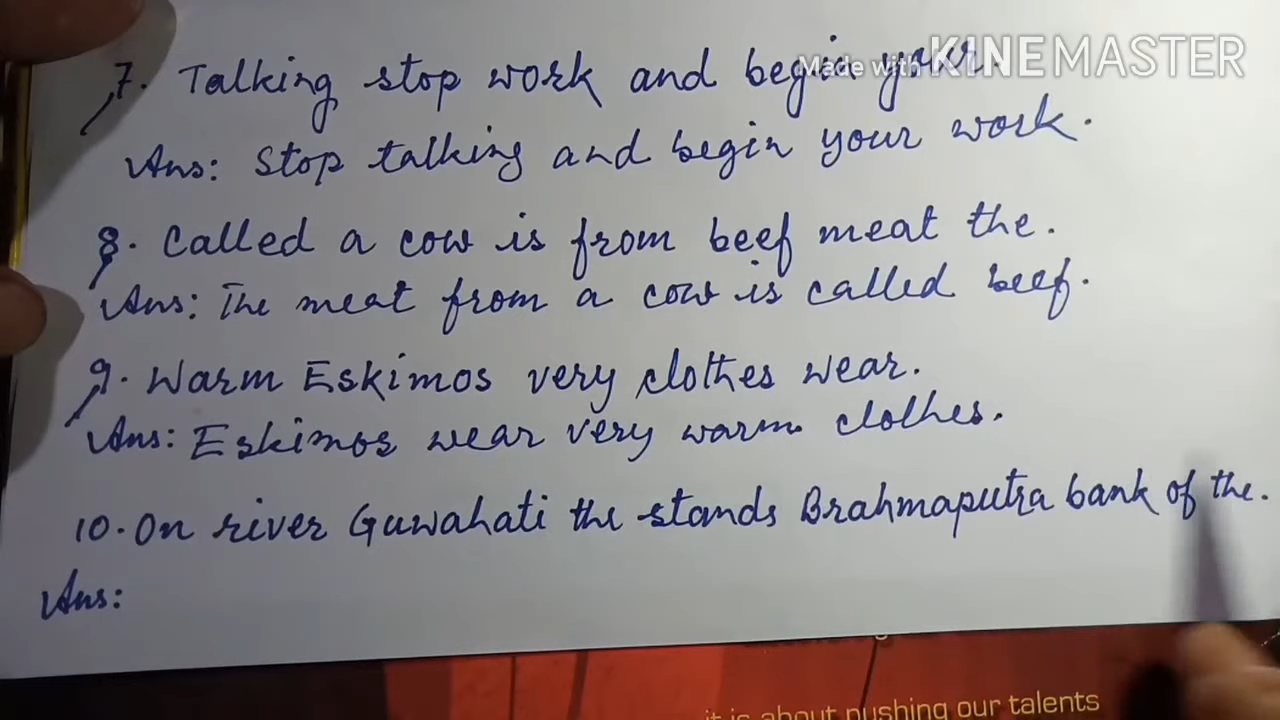 Made with KINEMASTER
7. Talking stop work and begin your.
Ans: Stop talking and begin your work.
8. Called a cow is from beef meat the.
Ans: The meat from a cow is called beef.
9. Warm Eskimos very clothes wear.
Ans: Eskimos wear very warm clothes.
10. On river Guwahati the stands Brahmaputra bank of the.
Ans:
it is about pushing our talents